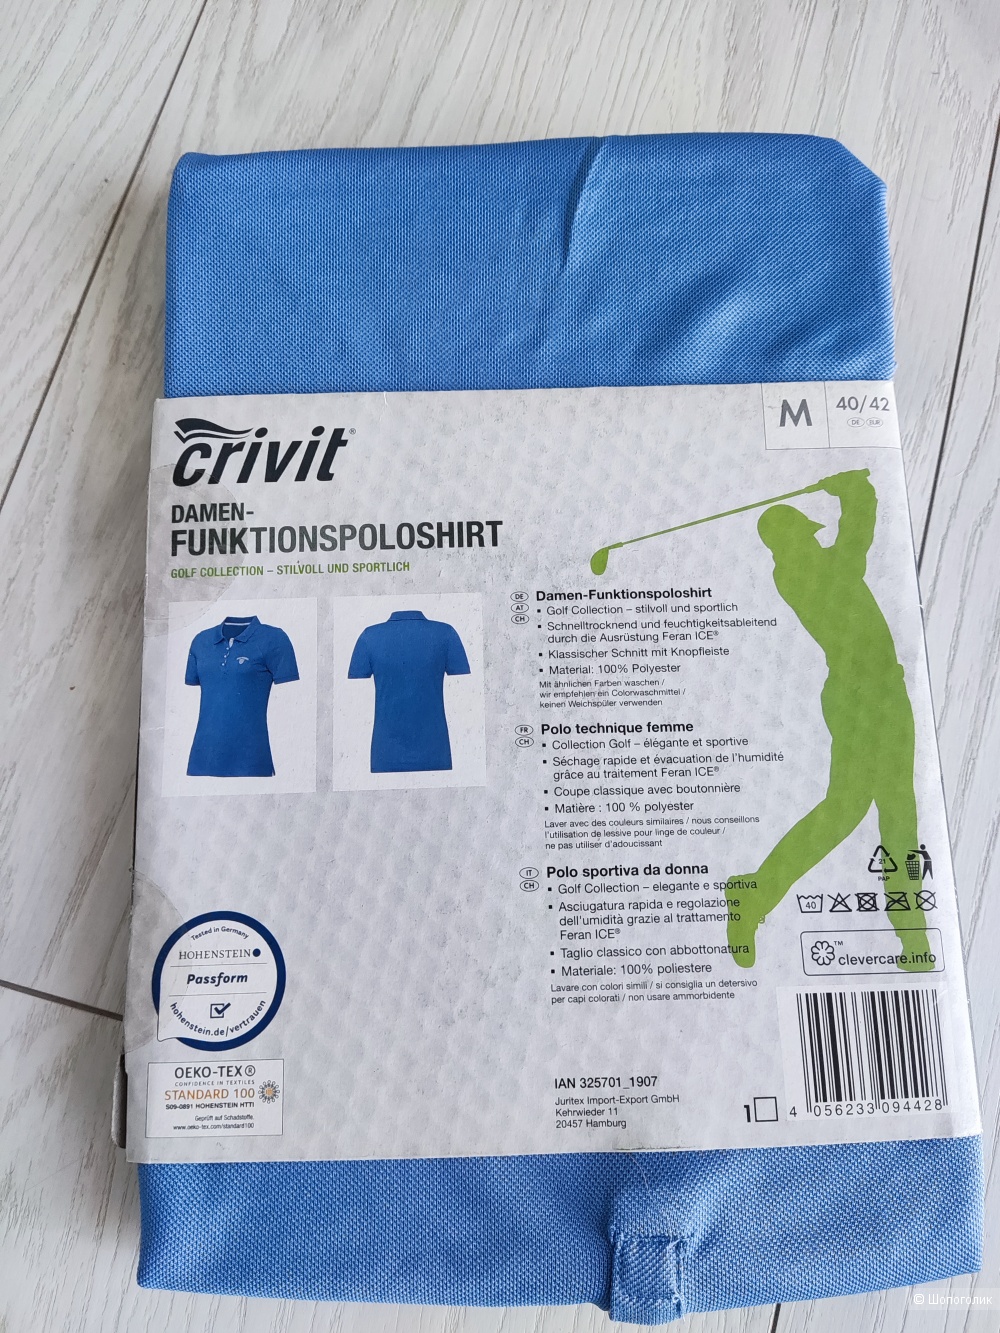 M
40/42
DE EUR
crivit®
DAMEN-
FUNKTIONSPOLOSHIRT
GOLF COLLECTION – STILVOLL UND SPORTLICH
DE
AT
CH
Damen-Funktionspoloshirt
▪ Golf Collection – stilvoll und sportlich
▪ Schnelltrocknend und feuchtigkeitsableitend
durch die Ausrüstung Feran ICE®
▪ Klassischer Schnitt mit Knopfleiste
▪ Material: 100% Polyester
Mit ähnlichen Farben waschen /
wir empfehlen ein Colorwaschmittel /
keinen Weichspüler verwenden
FR
CH
Polo technique femme
▪ Collection Golf – élégante et sportive
▪ Séchage rapide et évacuation de l'humidité
grâce au traitement Feran ICE®
▪ Coupe classique avec boutonnière
▪ Matière : 100 % polyester
Laver avec des couleurs similaires / nous conseillons
l'utilisation de lessive pour linge de couleur /
ne pas utiliser d'adoucissant
IT
CH
Polo sportiva da donna
▪ Golf Collection – elegante e sportiva
▪ Asciugatura rapida e regolazione
dell'umidità grazie al trattamento
Feran ICE®
▪ Taglio classico con abbottonatura
▪ Materiale: 100% poliestere
Lavare con colori simili / si consiglia un detersivo
per capi colorati / non usare ammorbidente
21
PAP
40
™
clevercare.info
Tested in Germany
HOHENSTEIN
Passform
hohenstein.de/vertrauen
OEKO-TEX®
CONFIDENCE IN TEXTILES
STANDARD 100
S09-0891 HOHENSTEIN HTTI
Geprüft auf Schadstoffe.
www.oeko-tex.com/standard100
IAN 325701_1907
Juritex Import-Export GmbH
Kehrwieder 11
20457 Hamburg
1
4 056233 094428
© Шопоголик